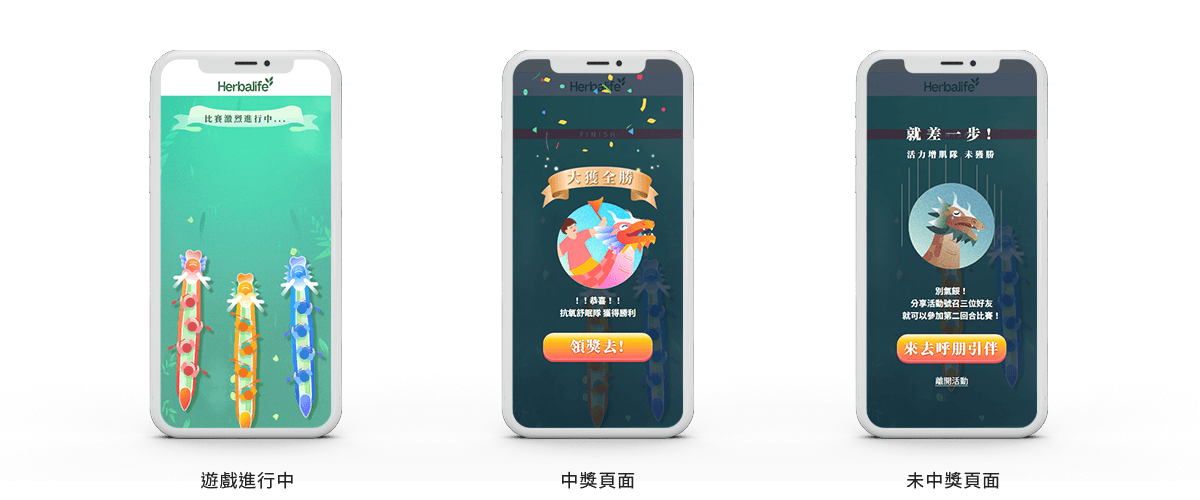 Herbalife
比賽激烈進行中...
遊戲進行中
Herbalife
FINISH
大獲全勝
！！恭喜！！
抗氧舒眠隊 獲得勝利
領獎去!
中獎頁面
Herbalife
就差一步!
活力增肌隊 未獲勝
別氣餒！
分享活動號召三位好友
就可以參加第二回合比賽！
來去呼朋引伴
離開活動
未中獎頁面